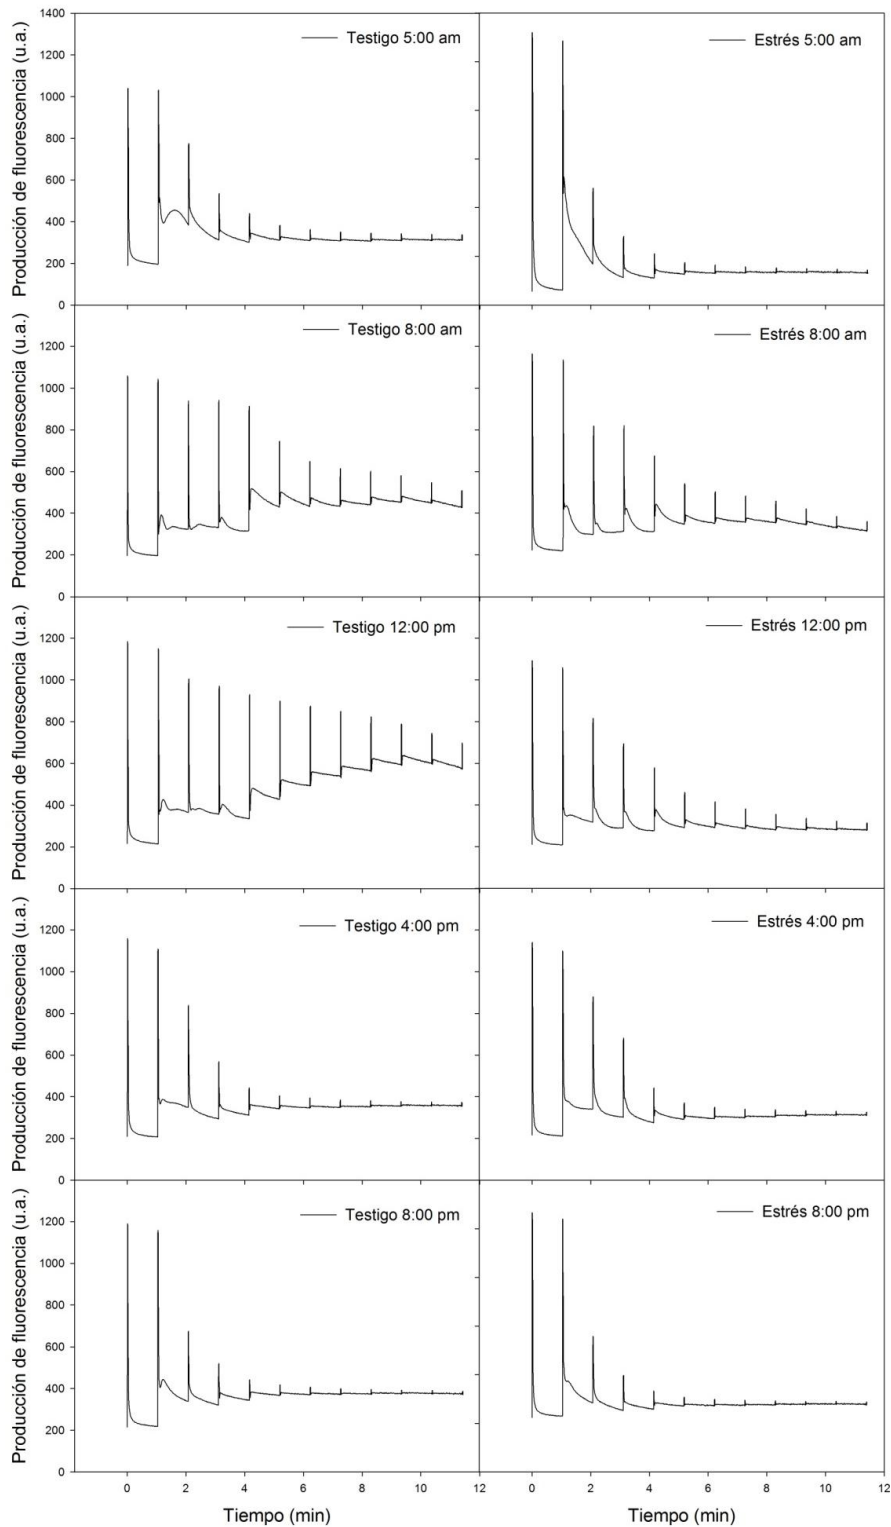 1400
1200
1000
800
600
400
200
0
Producción de fluorescencia (u.a.)
Testigo 5:00 am
Estrés 5:00 am
1200
1000
800
600
400
200
0
Producción de fluorescencia (u.a.)
Testigo 8:00 am
Estrés 8:00 am
1200
1000
800
600
400
200
0
Producción de fluorescencia (u.a.)
Testigo 12:00 pm
Estrés 12:00 pm
1200
1000
800
600
400
200
0
Producción de fluorescencia (u.a.)
Testigo 4:00 pm
Estrés 4:00 pm
1200
1000
800
600
400
200
0
Producción de fluorescencia (u.a.)
Testigo 8:00 pm
Estrés 8:00 pm
0 2 4 6 8 10 12
0 2 4 6 8 10 12
Tiempo (min)
Tiempo (min)